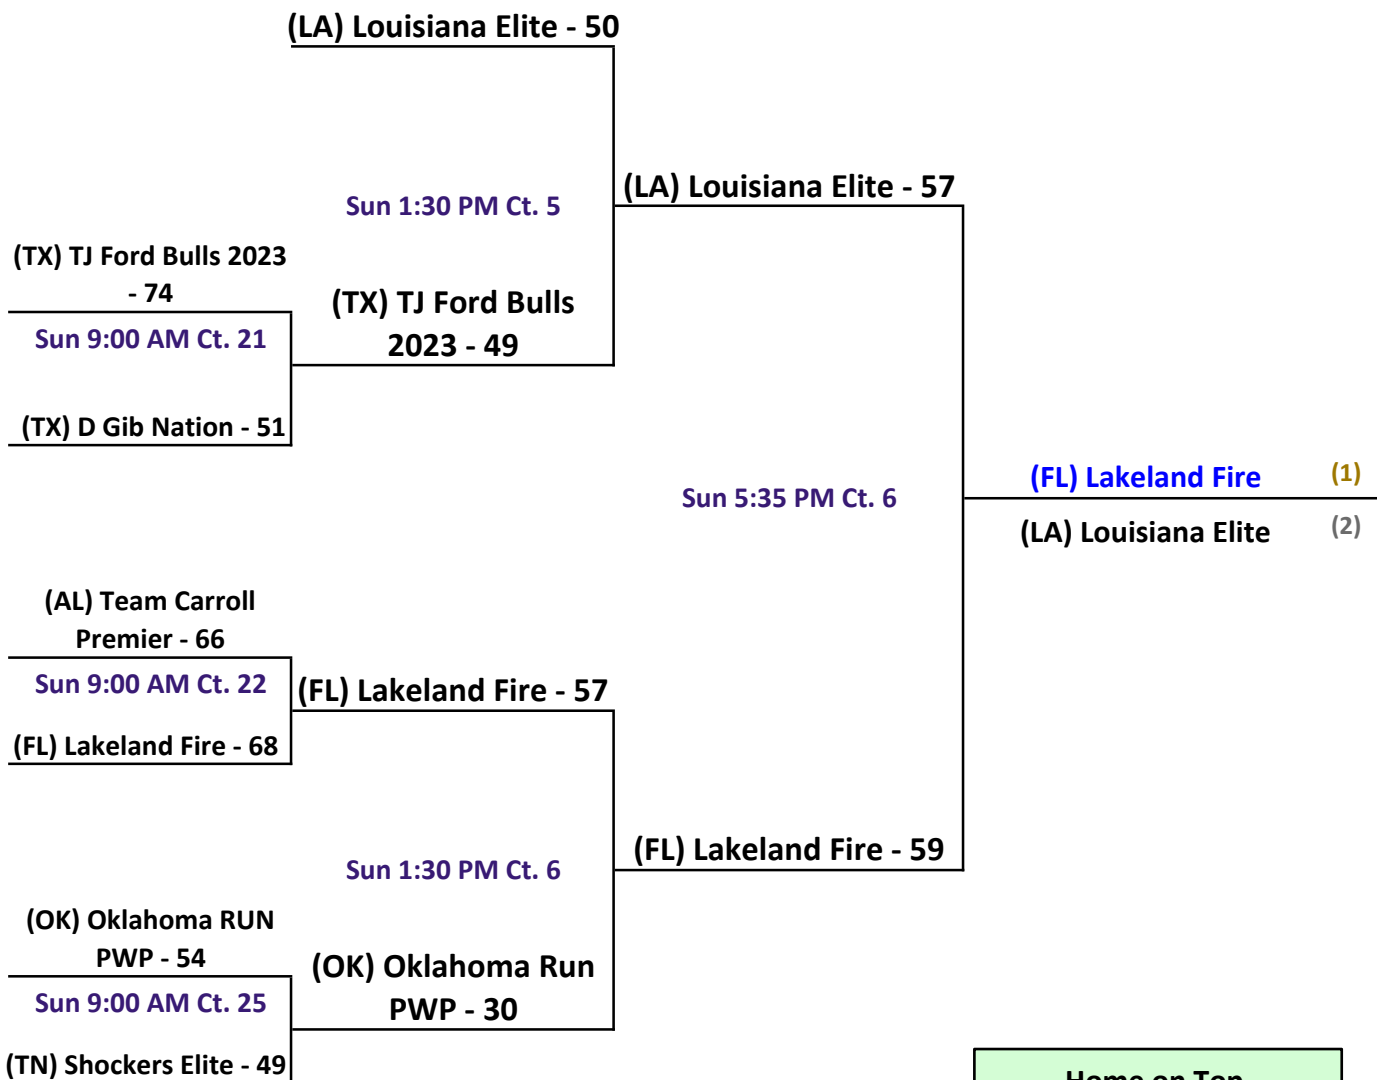 (LA) Louisiana Elite - 50
(LA) Louisiana Elite - 57
Sun 1:30 PM Ct. 5
(TX) TJ Ford Bulls 2023
- 74
(TX) TJ Ford Bulls
2023 - 49
Sun 9:00 AM Ct. 21
(TX) D Gib Nation - 51
(FL) Lakeland Fire (1)
Sun 5:35 PM Ct. 6
(LA) Louisiana Elite (2)
(AL) Team Carroll
Premier - 66
Sun 9:00 AM Ct. 22
(FL) Lakeland Fire - 57
(FL) Lakeland Fire - 68
(FL) Lakeland Fire - 59
Sun 1:30 PM Ct. 6
(OK) Oklahoma RUN
PWP - 54
(OK) Oklahoma Run
PWP - 30
Sun 9:00 AM Ct. 25
(TN) Shockers Elite - 49
Home on Top